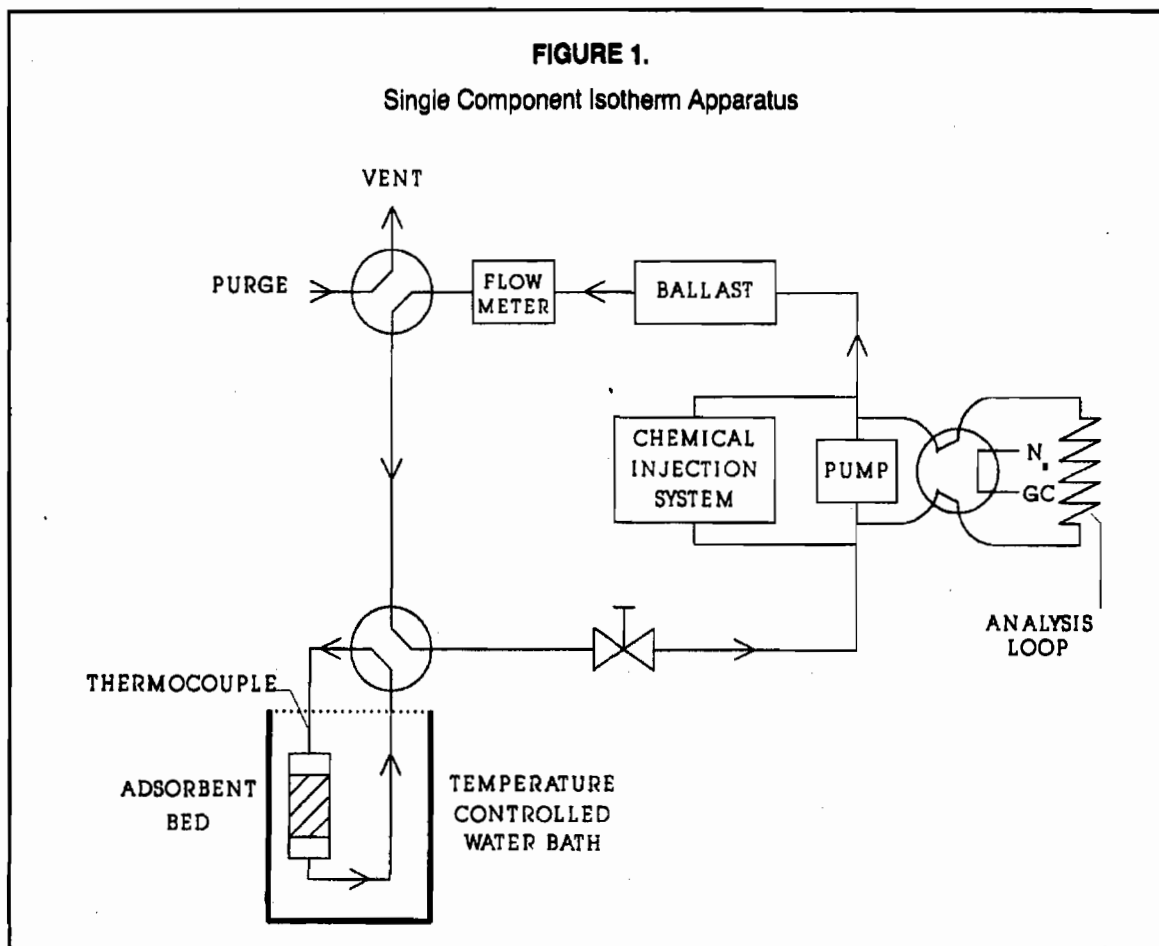 FIGURE 1.
Single Component Isotherm Apparatus
VENT
PURGE
FLOW
METER
BALLAST
CHEMICAL
INJECTION
SYSTEM
PUMP
N₂
GC
ANALYSIS
LOOP
THERMOCOUPLE
ADSORBENT
BED
TEMPERATURE
CONTROLLED
WATER BATH